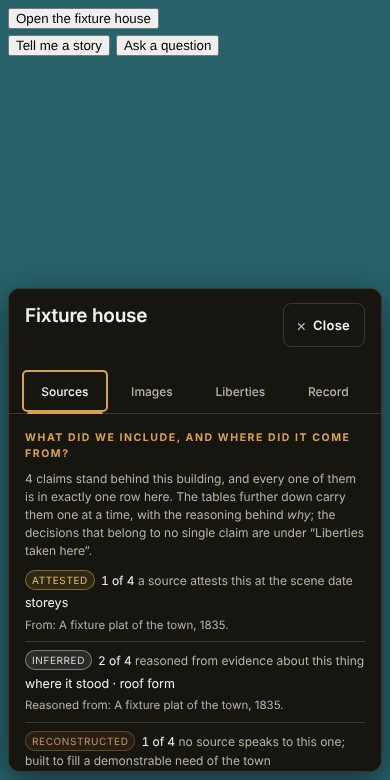 Open the fixture house
Tell me a story Ask a question
Fixture house
× Close
Sources Images Liberties Record
WHAT DID WE INCLUDE, AND WHERE DID IT COME
FROM?
4 claims stand behind this building, and every one of them
is in exactly one row here. The tables further down carry
them one at a time, with the reasoning behind why; the
decisions that belong to no single claim are under “Liberties
taken here”.
ATTESTED 1 of 4 a source attests this at the scene date
storeys
From: A fixture plat of the town, 1835.
INFERRED 2 of 4 reasoned from evidence about this thing
where it stood · roof form
Reasoned from: A fixture plat of the town, 1835.
RECONSTRUCTED 1 of 4 no source speaks to this one;
built to fill a demonstrable need of the town